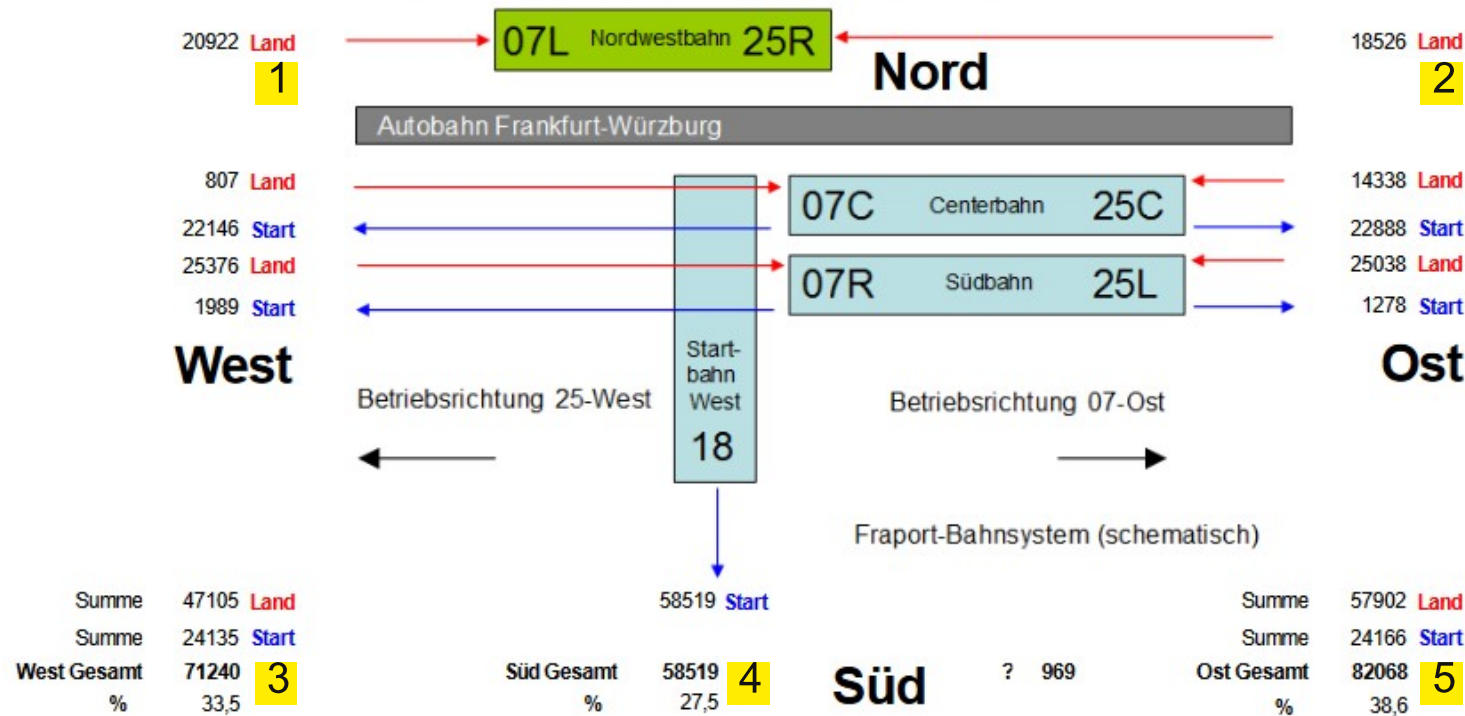 20922 Land
07L Nordwestbahn 25R
18526 Land
1
Nord
2
Autobahn Frankfurt-Würzburg
807 Land
14338 Land
07C Centerbahn 25C
22146 Start
22888 Start
25376 Land
25038 Land
07R Südbahn 25L
1989 Start
1278 Start
West
Start-
bahn
West
18
Ost
Betriebsrichtung 25-West
Betriebsrichtung 07-Ost
Fraport-Bahnsystem (schematisch)
Summe 47105 Land
58519 Start
Summe 57902 Land
Summe 24135 Start
Summe 24166 Start
West Gesamt 71240 3
Süd Gesamt 58519 4
Süd
? 969
Ost Gesamt 82068 5
% 33,5
% 27,5
% 38,6